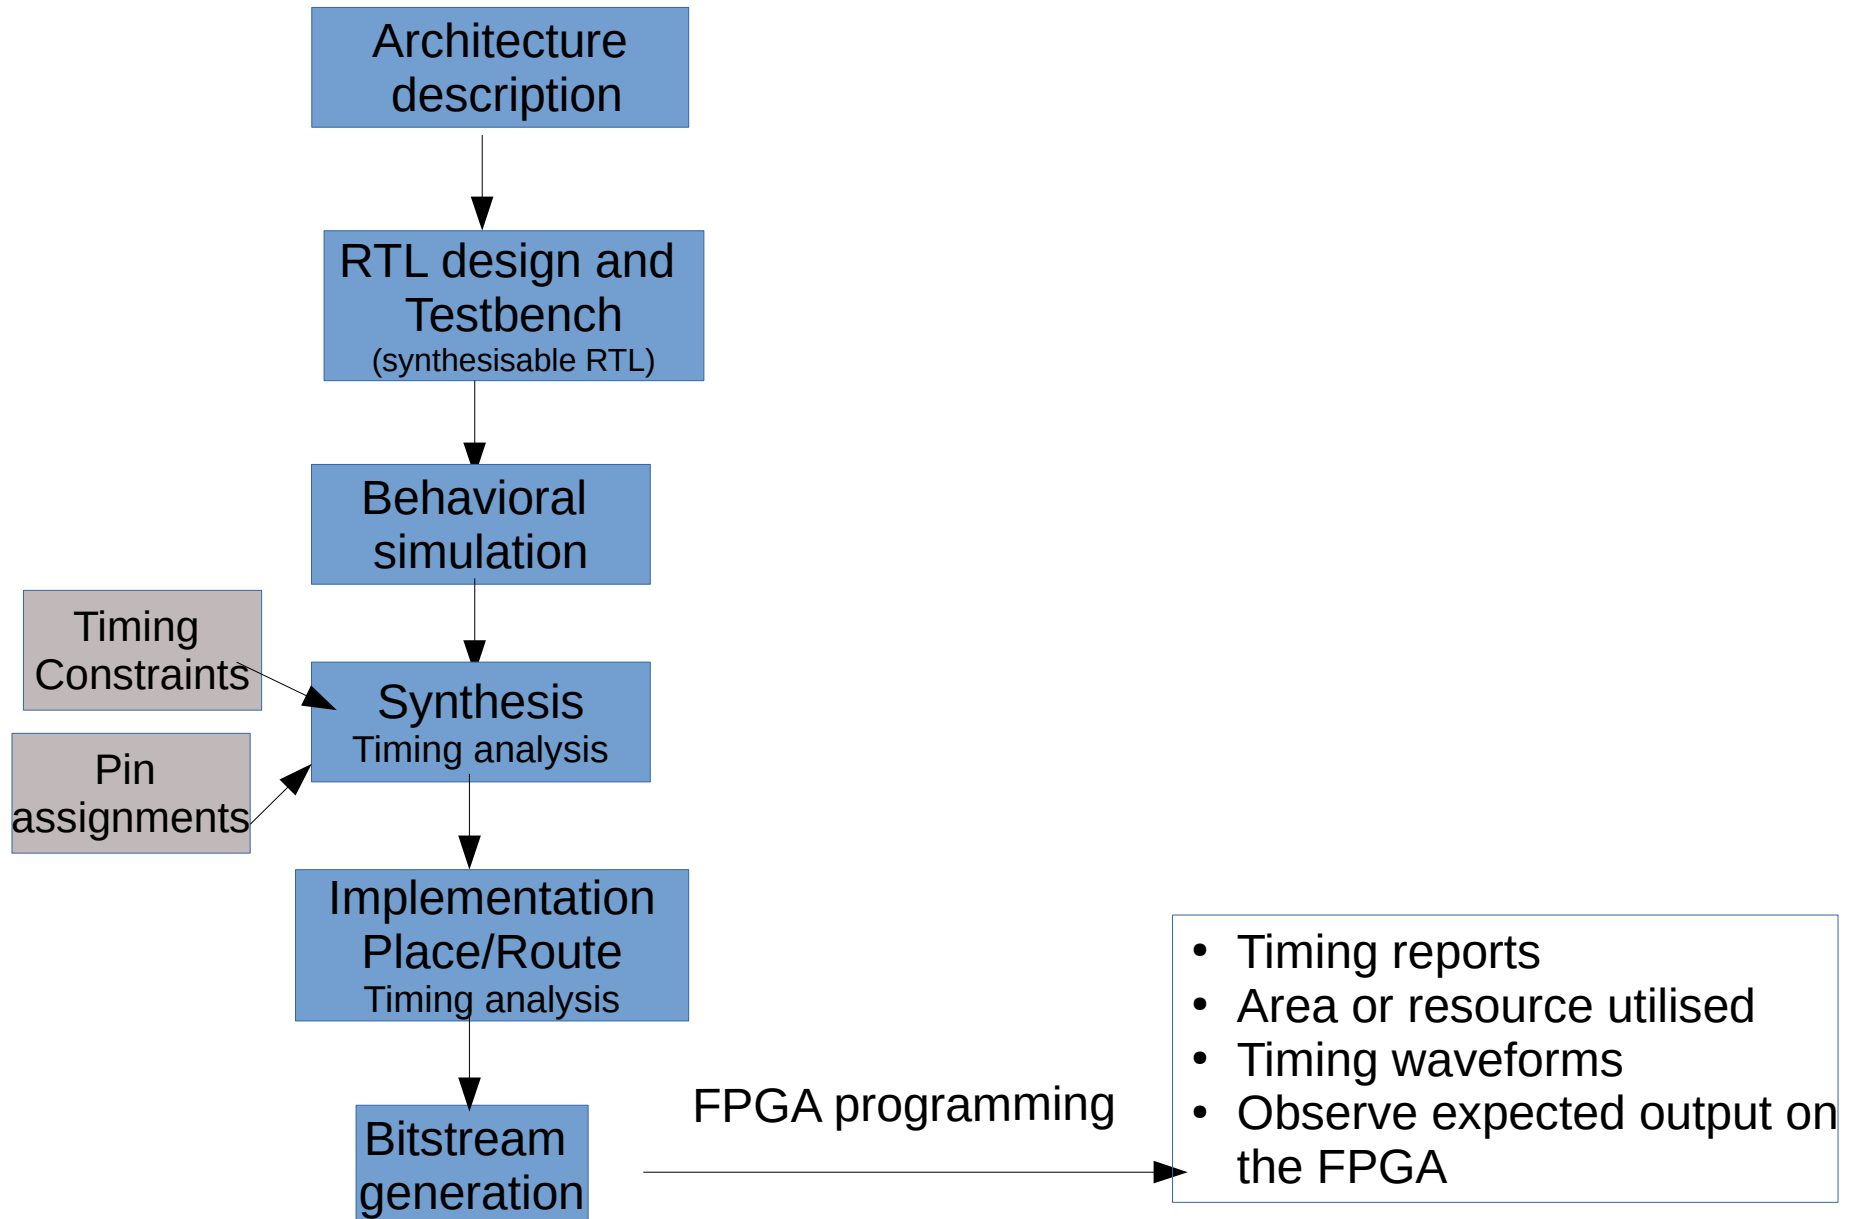 Architecture
description
RTL design and
Testbench
(synthesisable RTL)
Behavioral
simulation
Timing
Constraints
Synthesis
Timing analysis
Pin
assignments
Implementation
Place/Route
Timing analysis
• Timing reports
• Area or resource utilised
• Timing waveforms
• Observe expected output on
the FPGA
FPGA programming
Bitstream
generation